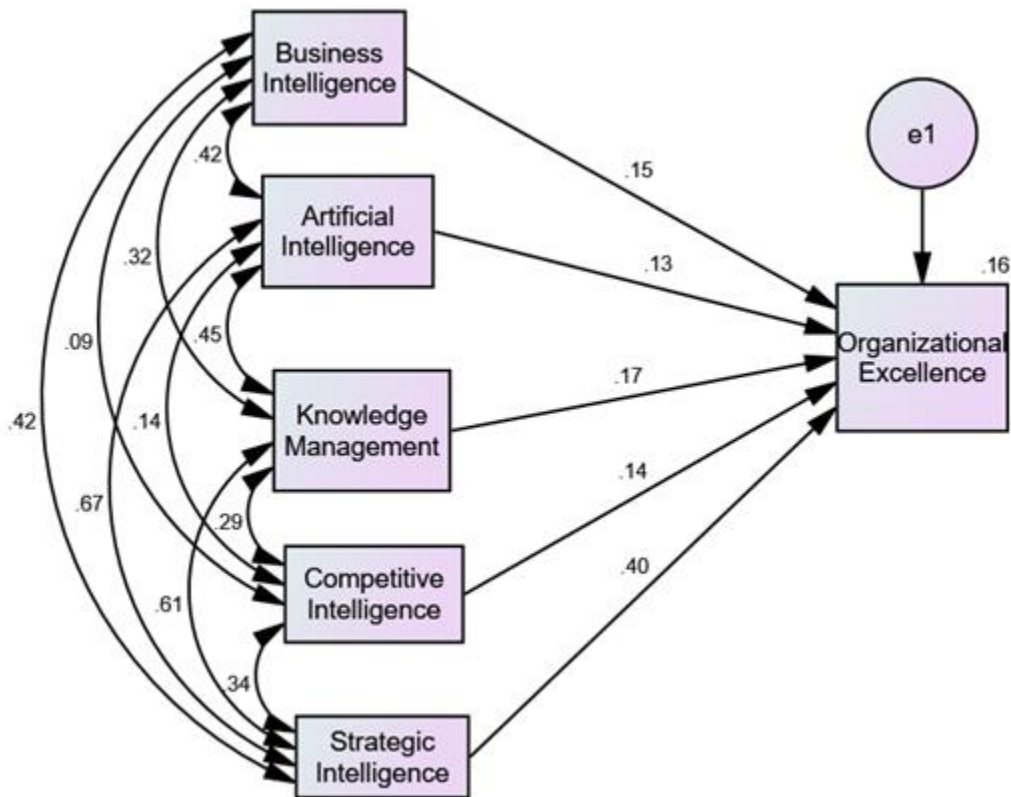 Business
Intelligence
e1
.42
.15
Artificial
Intelligence
.32
.13
.16
.09
.45
Organizational
Excellence
.42
.14
.17
Knowledge
Management
.67
.29
.14
.61
Competitive
Intelligence
.40
.34
Strategic
Intelligence